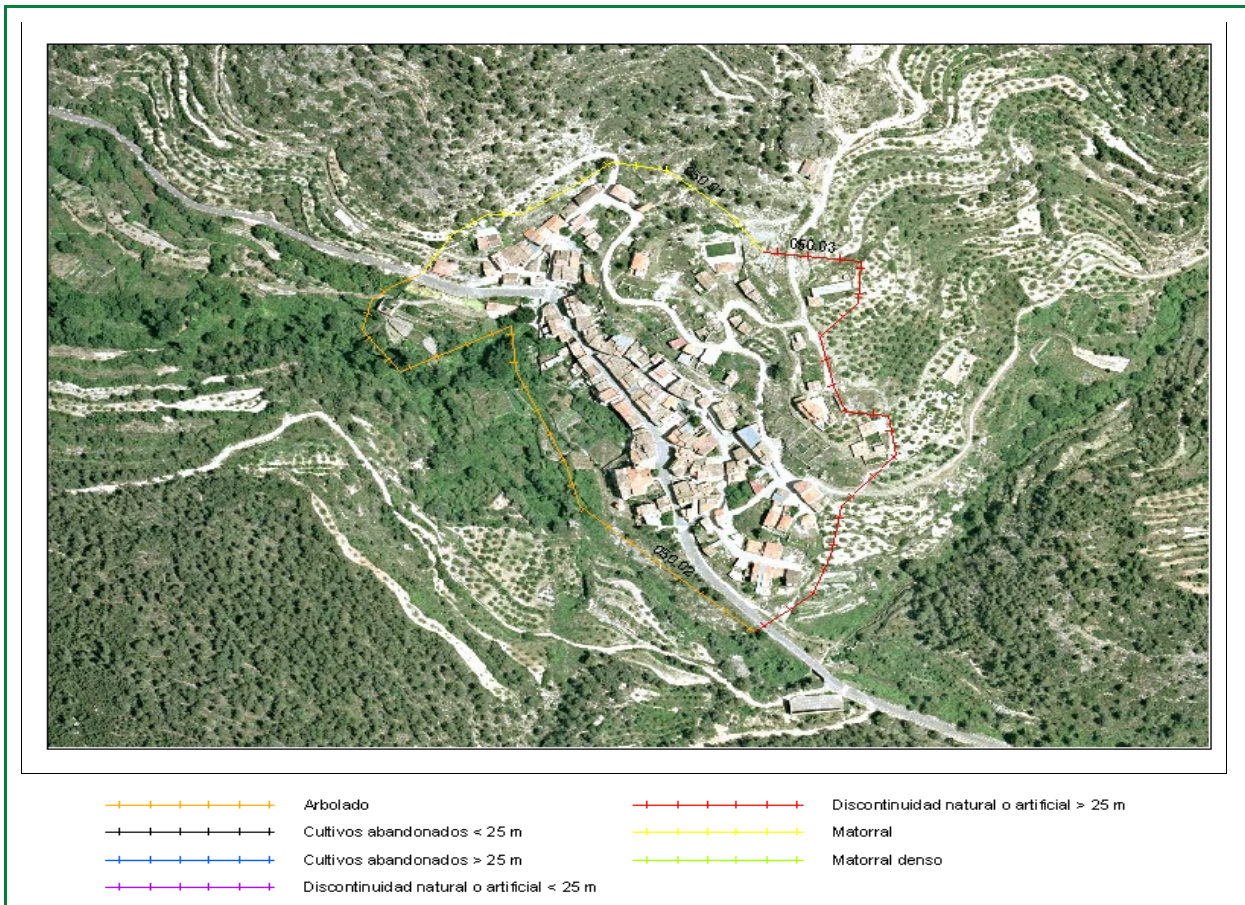 050.01
050.03
050.02
Arbolado
Cultivos abandonados < 25 m
Cultivos abandonados > 25 m
Discontinuidad natural o artificial < 25 m
Discontinuidad natural o artificial > 25 m
Matorral
Matorral denso